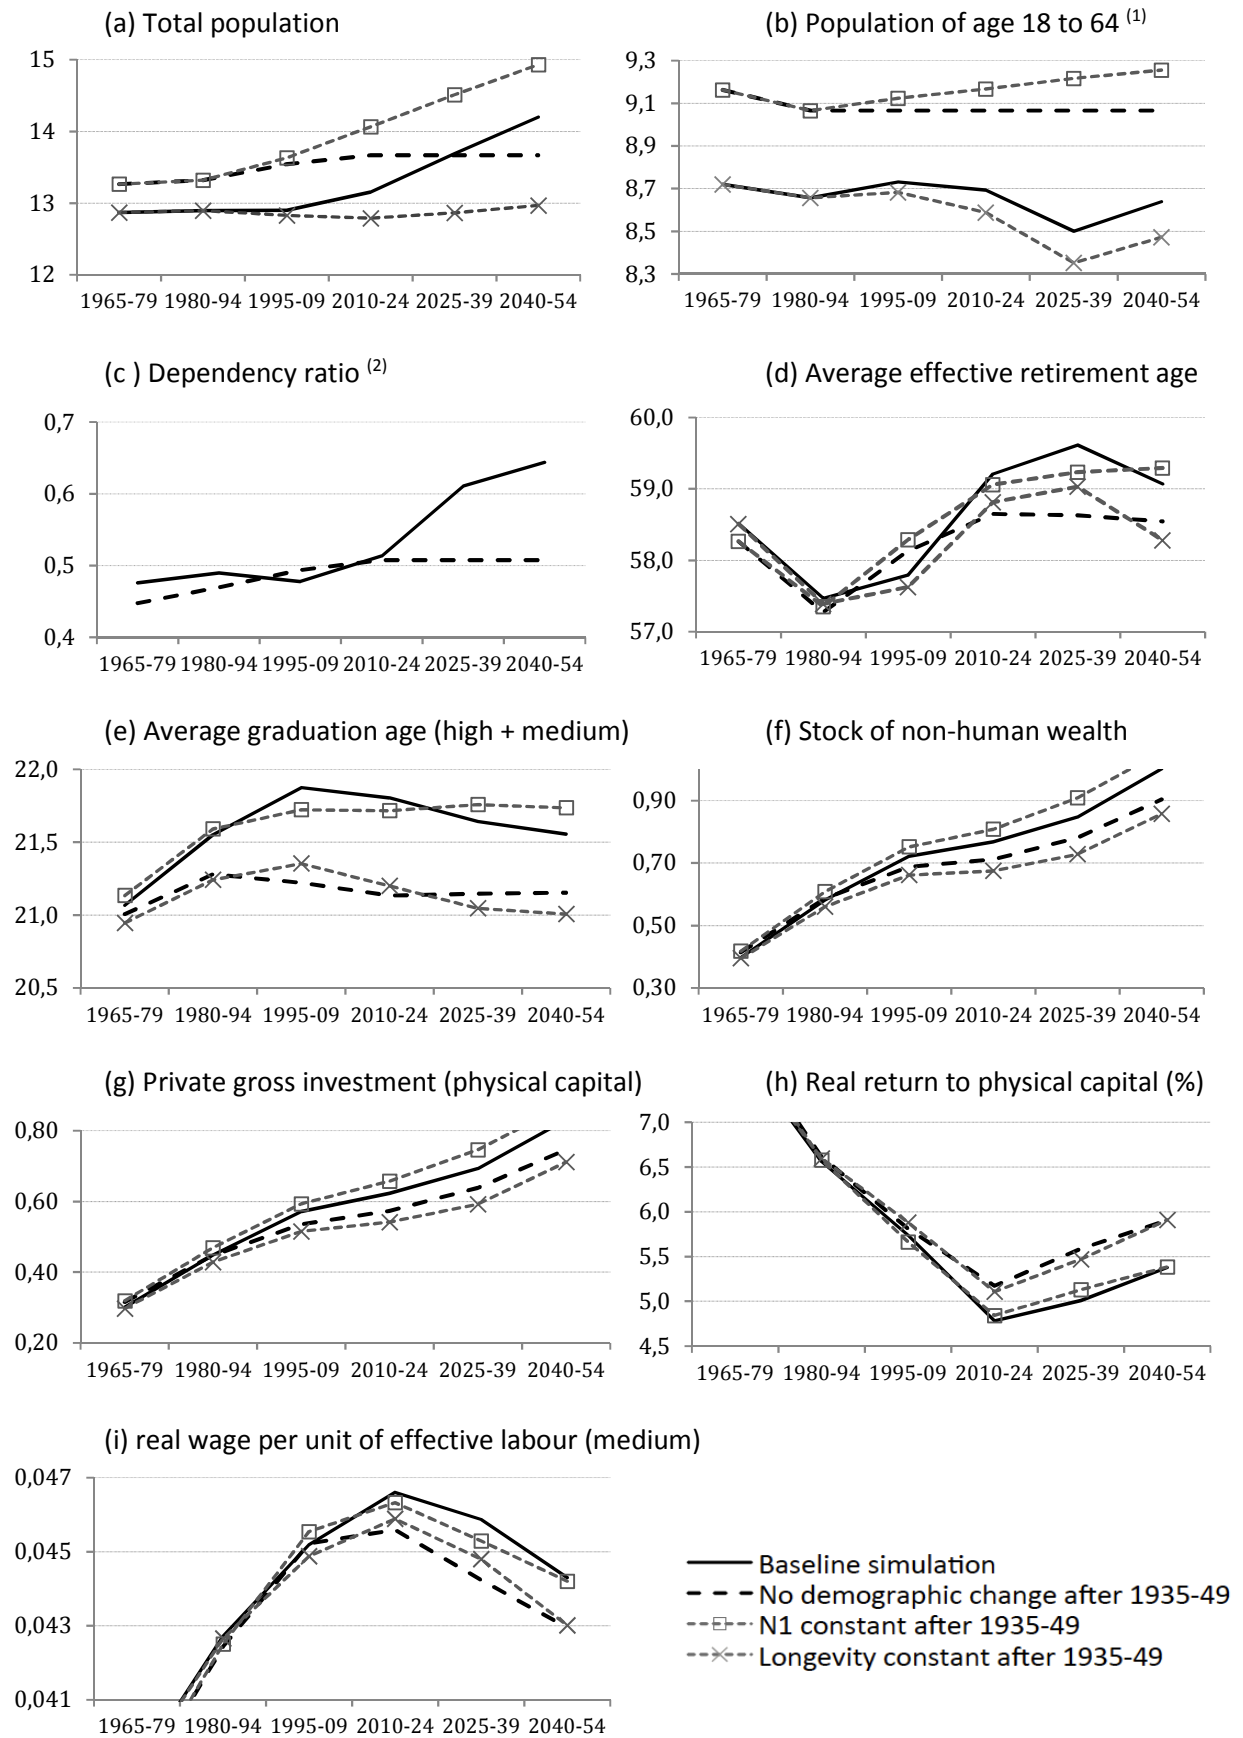 (a) Total population
15
14
13
12
1965-79 1980-94 1995-09 2010-24 2025-39 2040-54
(b) Population of age 18 to 64 (1)
9,3
9,1
8,9
8,7
8,5
8,3
1965-79 1980-94 1995-09 2010-24 2025-39 2040-54
(c ) Dependency ratio (2)
0,7
0,6
0,5
0,4
1965-79 1980-94 1995-09 2010-24 2025-39 2040-54
(d) Average effective retirement age
60,0
59,0
58,0
57,0
1965-79 1980-94 1995-09 2010-24 2025-39 2040-54
(e) Average graduation age (high + medium)
22,0
21,5
21,0
20,5
1965-79 1980-94 1995-09 2010-24 2025-39 2040-54
(f) Stock of non-human wealth
0,90
0,70
0,50
0,30
1965-79 1980-94 1995-09 2010-24 2025-39 2040-54
(g) Private gross investment (physical capital)
0,80
0,60
0,40
0,20
1965-79 1980-94 1995-09 2010-24 2025-39 2040-54
(h) Real return to physical capital (%)
7,0
6,5
6,0
5,5
5,0
4,5
1965-79 1980-94 1995-09 2010-24 2025-39 2040-54
(i) real wage per unit of effective labour (medium)
0,047
0,045
0,043
0,041
1965-79 1980-94 1995-09 2010-24 2025-39 2040-54
Baseline simulation
No demographic change after 1935-49
N1 constant after 1935-49
Longevity constant after 1935-49